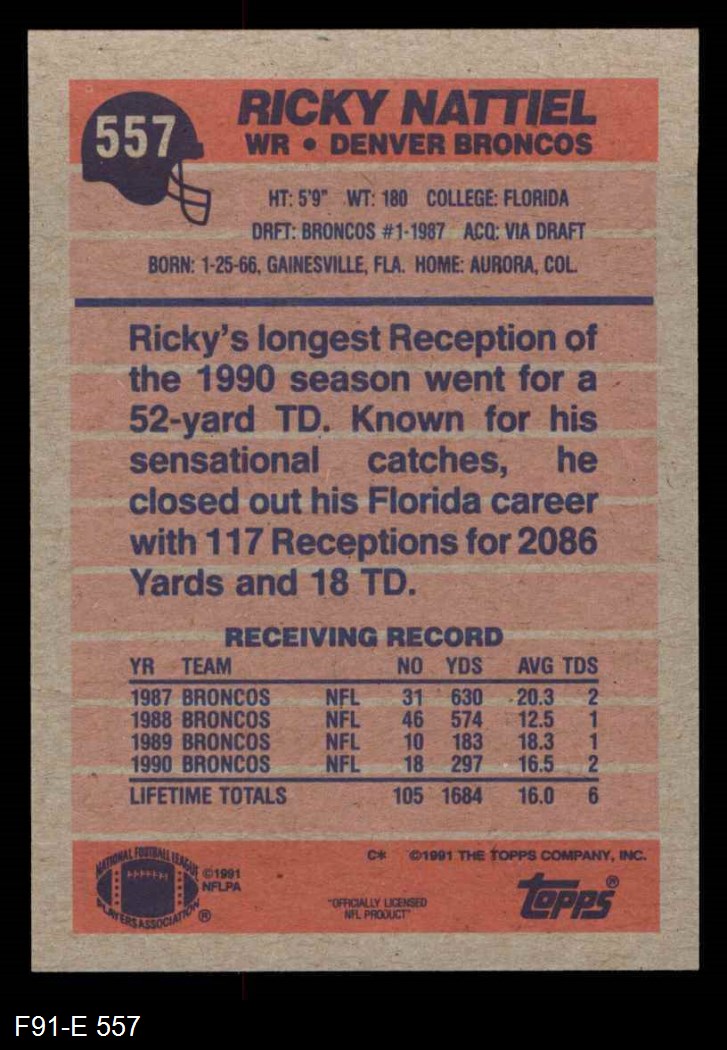 557
RICKY NATTIEL
WR • DENVER BRONCOS
HT: 5'9" WT: 180 COLLEGE: FLORIDA
DRFT: BRONCOS #1-1987 ACQ: VIA DRAFT
BORN: 1-25-66, GAINESVILLE, FLA. HOME: AURORA, COL.
Ricky's longest Reception of
the 1990 season went for a
52-yard TD. Known for his
sensational catches, he
closed out his Florida career
with 117 Receptions for 2086
Yards and 18 TD.
RECEIVING RECORD
YR TEAM NO YDS AVG TDS
1987 BRONCOS NFL 31 630 20.3 2
1988 BRONCOS NFL 46 574 12.5 1
1989 BRONCOS NFL 10 183 18.3 1
1990 BRONCOS NFL 18 297 16.5 2
LIFETIME TOTALS 105 1684 16.0 6
C* ©1991 THE TOPPS COMPANY, INC.
NATIONAL FOOTBALL LEAGUE
PLAYERS ASSOCIATION ®
©1991
NFLPA
"OFFICIALLY LICENSED
NFL PRODUCT"
topps®
F91-E 557